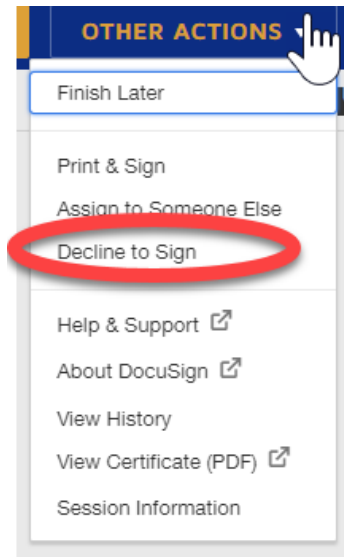 OTHER ACTIONS
Finish Later
Print & Sign
Assign to Someone Else
Decline to Sign
Help & Support
About DocuSign
View History
View Certificate (PDF)
Session Information